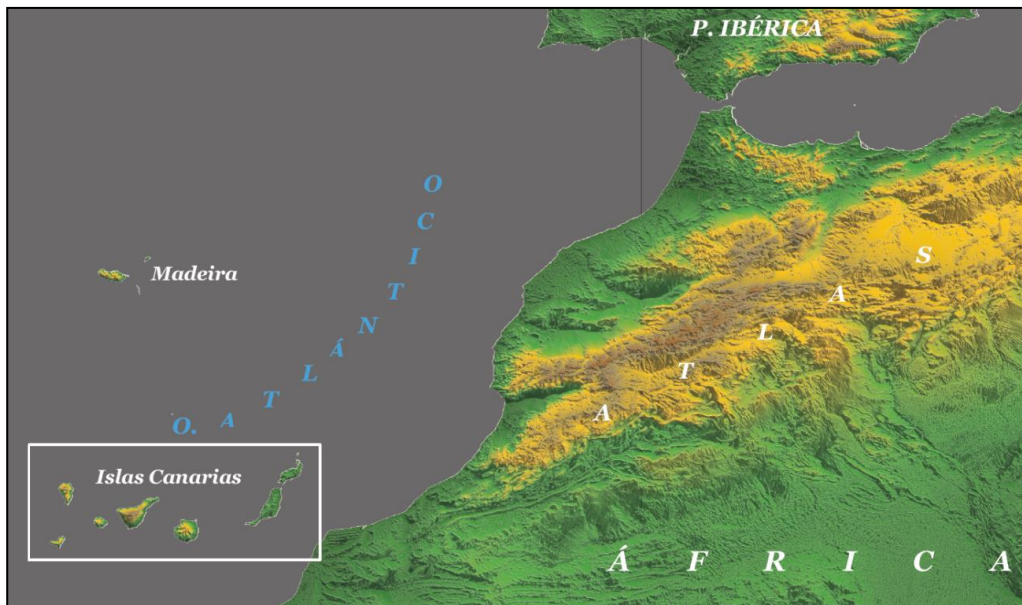 P. IBÉRICA
O. ATLÁNTICO
Madeira
ATLAS
Islas Canarias
ÁFRICA